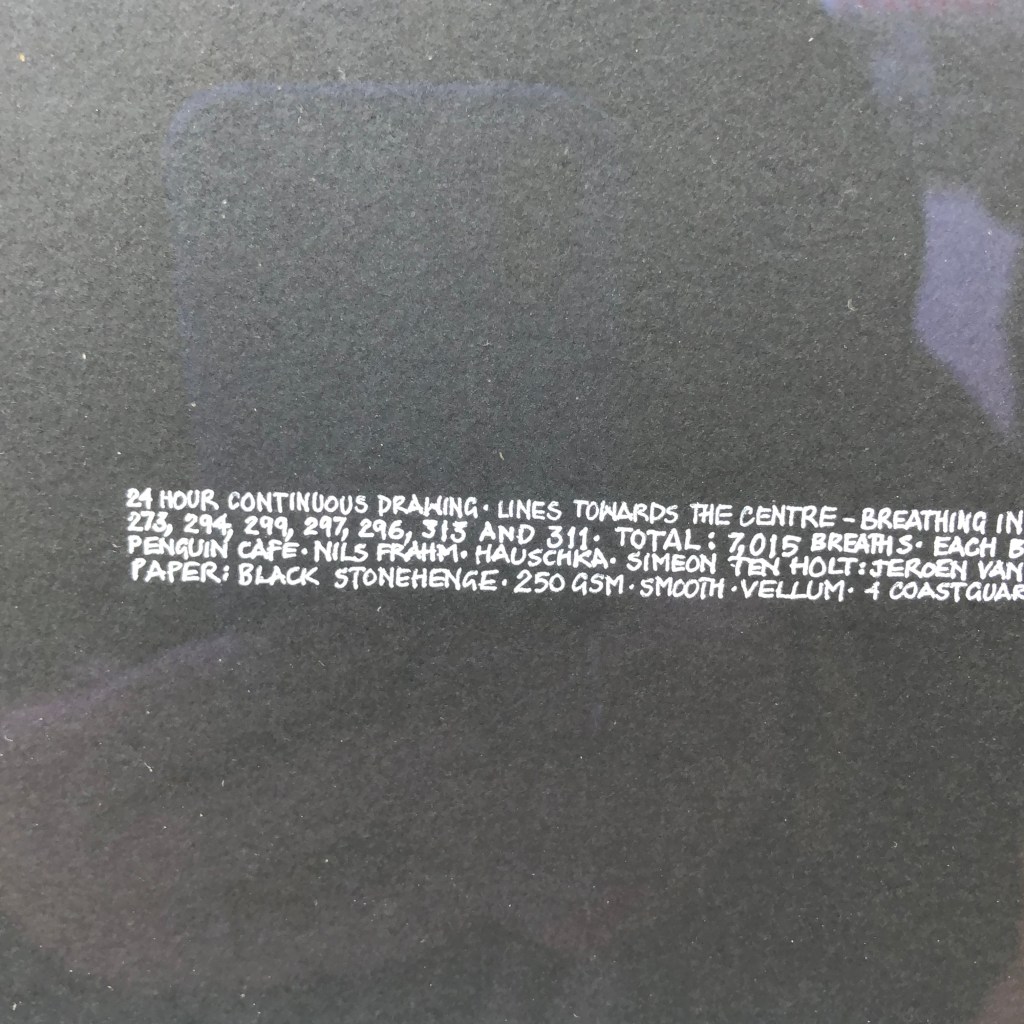 24 HOUR CONTINUOUS DRAWING · LINES TOWARDS THE CENTRE – BREATHING IN
273, 294, 299, 297, 296, 313 AND 311. TOTAL: 7,015 BREATHS. EACH B
PENGUIN CAFE · NILS FRAHM · HAUSCHKA · SIMEON TEN HOLT: JEROEN VAN
PAPER: BLACK STONEHENGE · 250 GSM · SMOOTH · VELLUM · 4 COASTGUAR